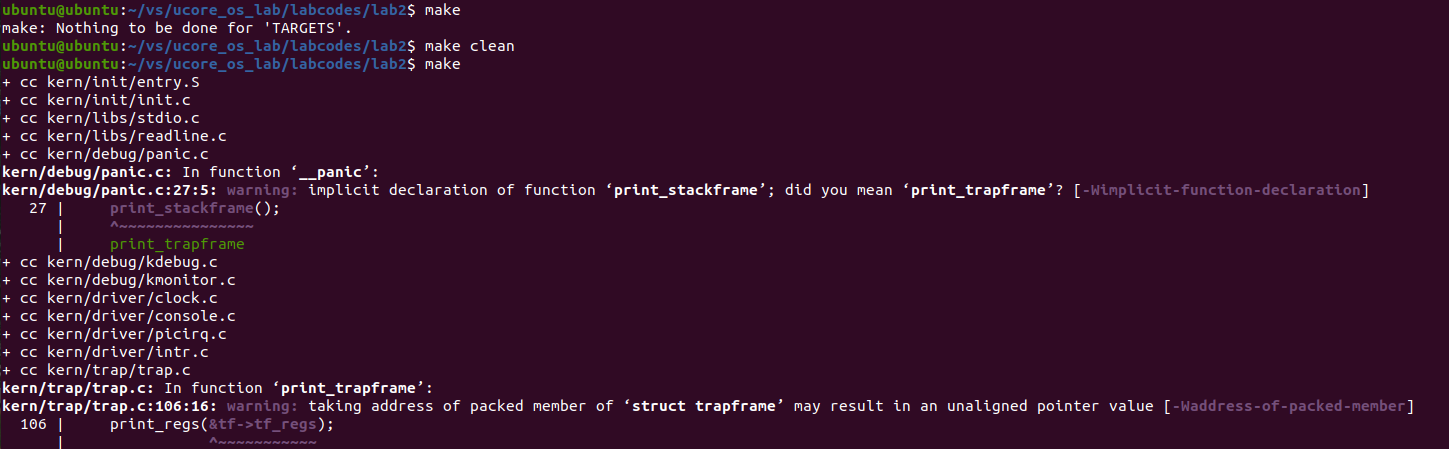 ubuntu@ubuntu:~/vs/ucore_os_lab/labcodes/lab2$ make
make: Nothing to be done for 'TARGETS'.
ubuntu@ubuntu:~/vs/ucore_os_lab/labcodes/lab2$ make clean
ubuntu@ubuntu:~/vs/ucore_os_lab/labcodes/lab2$ make
+ cc kern/init/entry.S
+ cc kern/init/init.c
+ cc kern/libs/stdio.c
+ cc kern/libs/readline.c
+ cc kern/debug/panic.c
kern/debug/panic.c: In function ‘__panic’:
kern/debug/panic.c:27:5: warning: implicit declaration of function ‘print_stackframe’; did you mean ‘print_trapframe’? [-Wimplicit-function-declaration]
   27 |     print_stackframe();
      |     ^~~~~~~~~~~~~~~~
      |     print_trapframe
+ cc kern/debug/kdebug.c
+ cc kern/debug/kmonitor.c
+ cc kern/driver/clock.c
+ cc kern/driver/console.c
+ cc kern/driver/picirq.c
+ cc kern/driver/intr.c
+ cc kern/trap/trap.c
kern/trap/trap.c: In function ‘print_trapframe’:
kern/trap/trap.c:106:16: warning: taking address of packed member of ‘struct trapframe’ may result in an unaligned pointer value [-Waddress-of-packed-member]
  106 |     print_regs(&tf->tf_regs);
      |                ^~~~~~~~~~~~